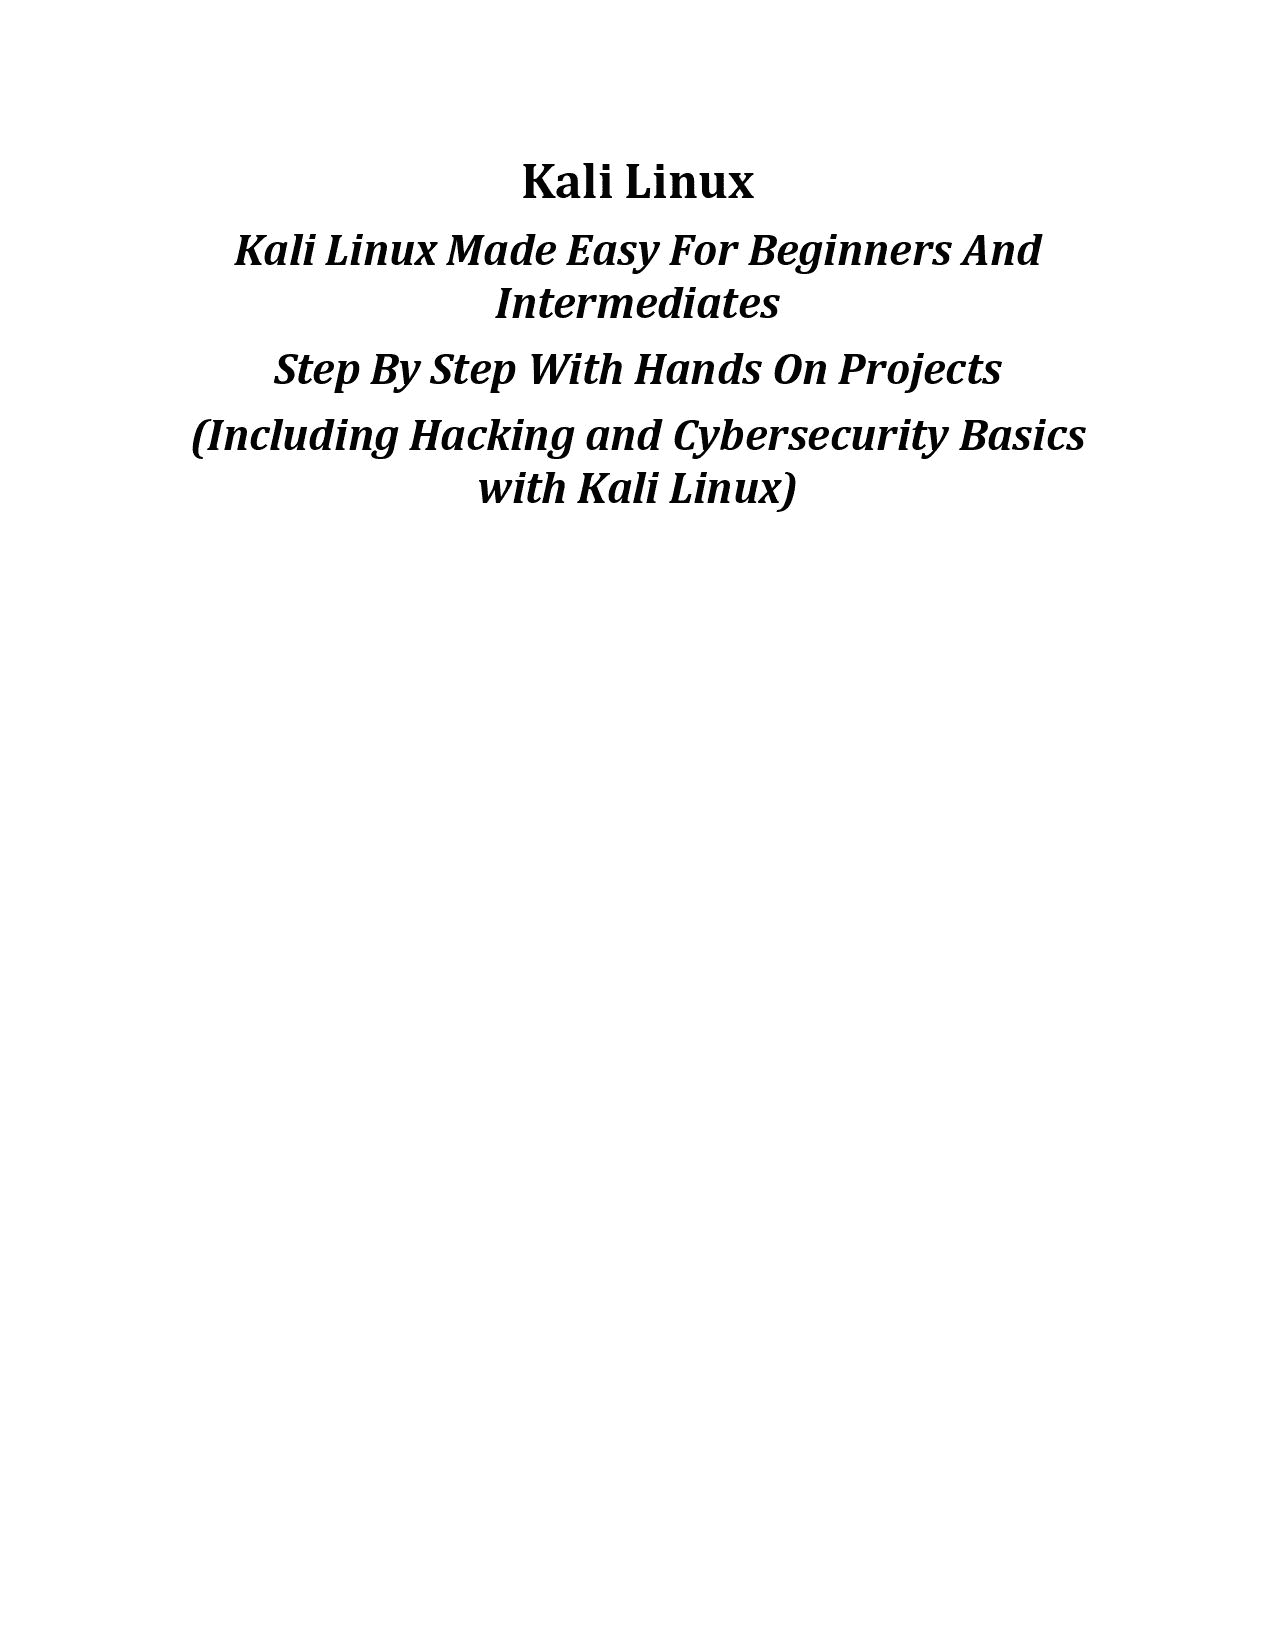 Kali Linux
Kali Linux Made Easy For Beginners And
Intermediates
Step By Step With Hands On Projects
(Including Hacking and Cybersecurity Basics
with Kali Linux)